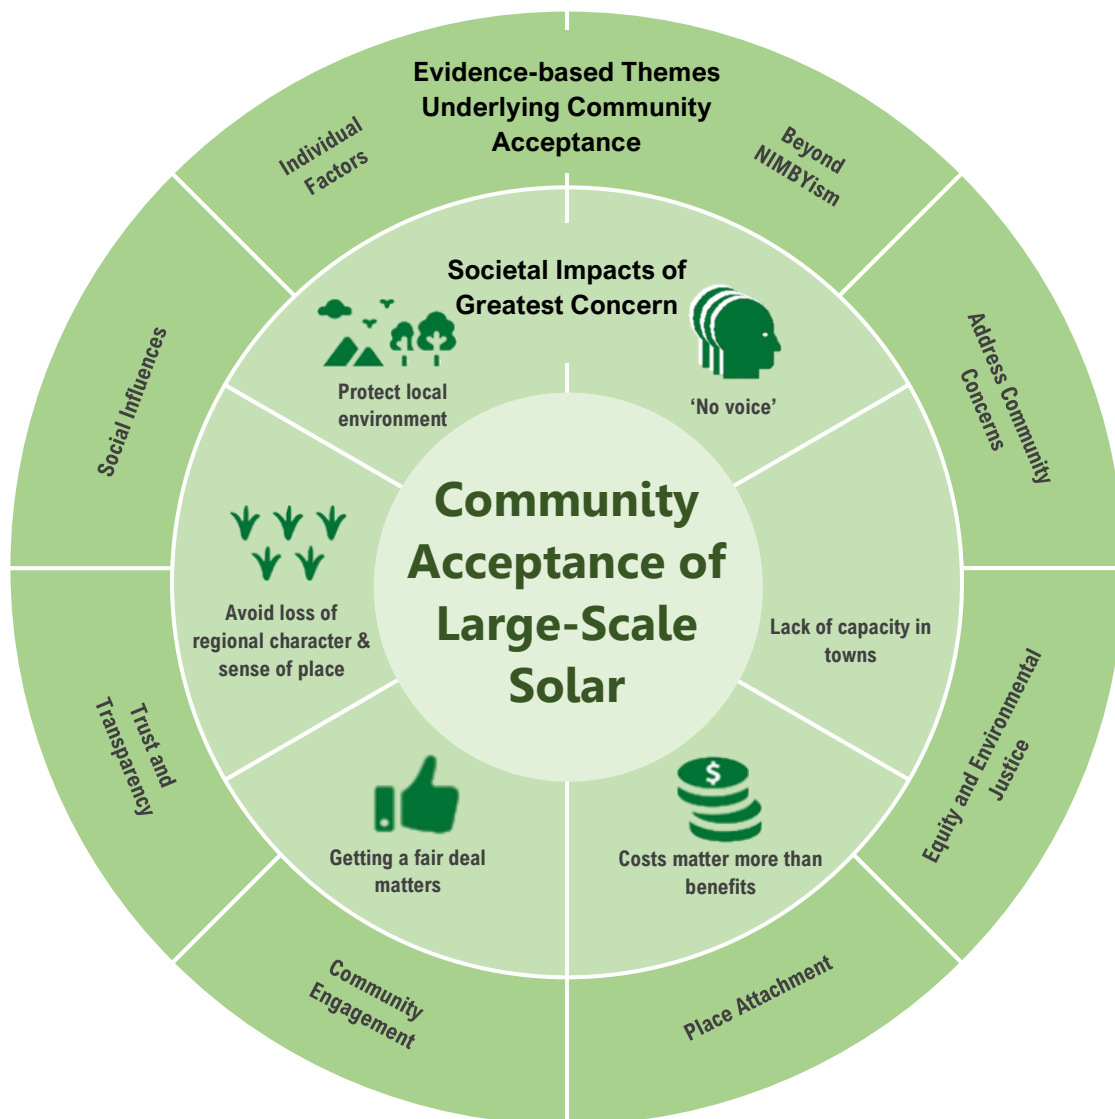 Evidence-based Themes
Underlying Community
Acceptance
Individual
Factors
Beyond
NIMBYism
Address Community
Concerns
Equity and Environmental
Justice
Place Attachment
Community
Engagement
Trust and
Transparency
Social Influences
Societal Impacts of
Greatest Concern
Protect local
environment
‘No voice’
Lack of capacity in
towns
$
Costs matter more than
benefits
Getting a fair deal
matters
Avoid loss of
regional character &
sense of place
Community
Acceptance of
Large-Scale
Solar